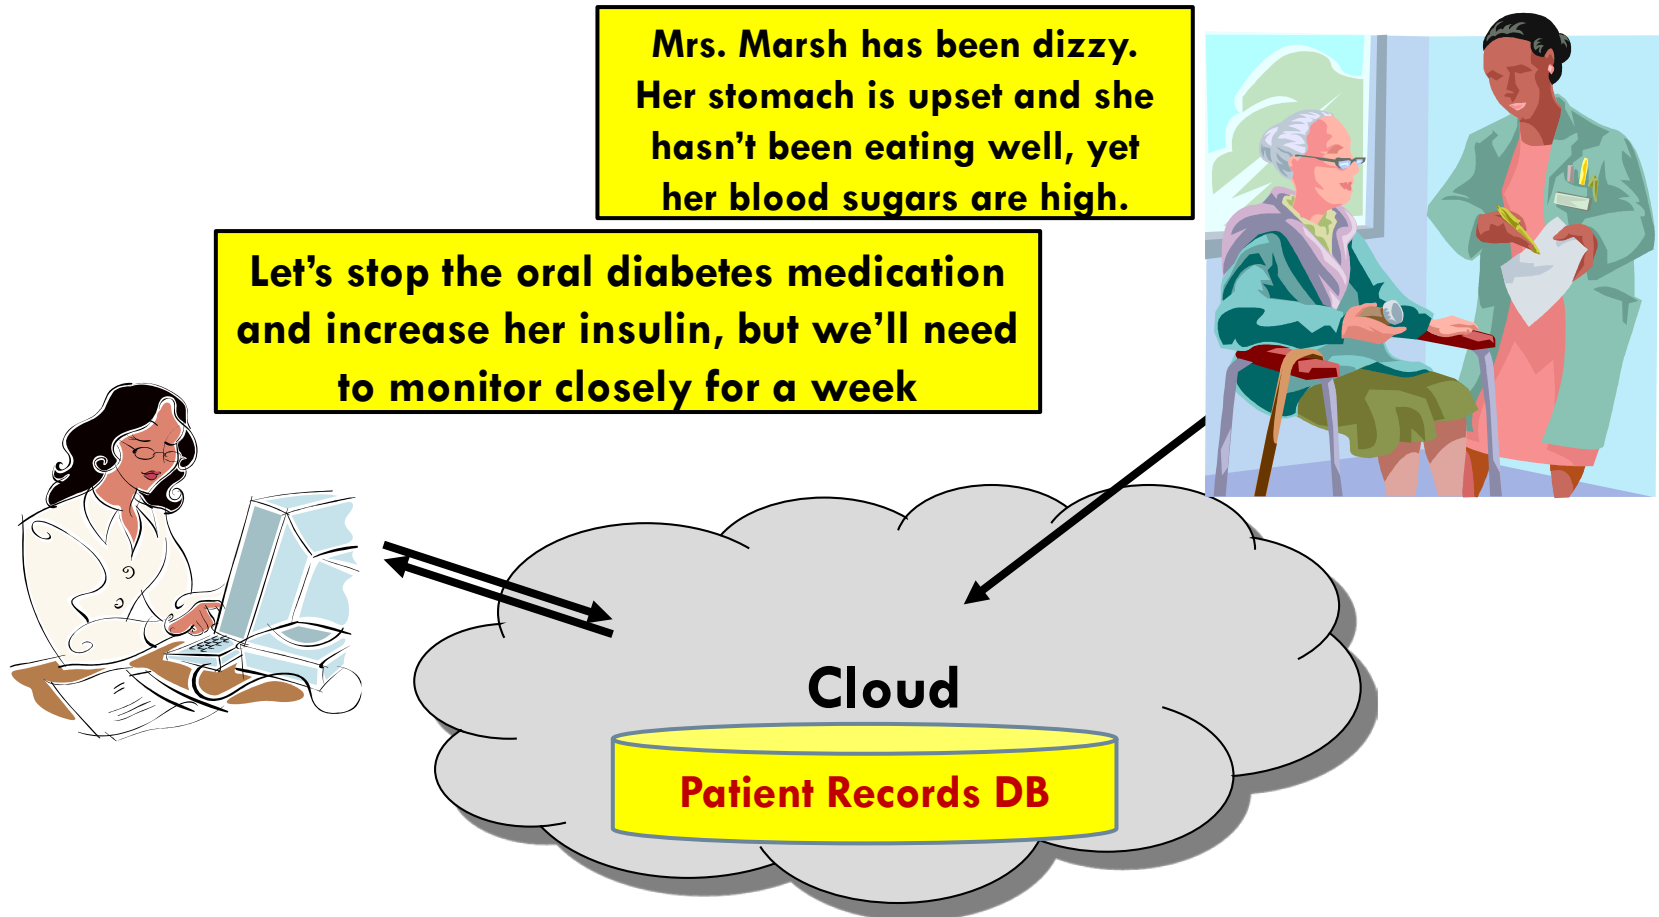 Mrs. Marsh has been dizzy.
Her stomach is upset and she
hasn't been eating well, yet
her blood sugars are high.
Let's stop the oral diabetes medication
and increase her insulin, but we'll need
to monitor closely for a week
Cloud
Patient Records DB